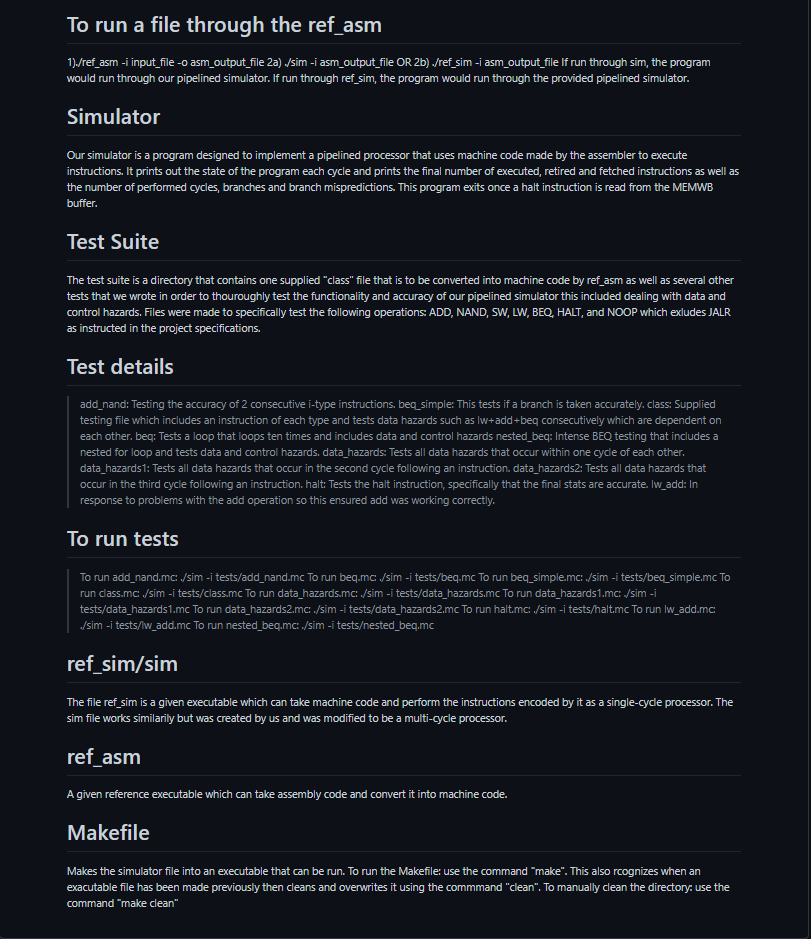 To run a file through the ref_asm
1)./ref_asm -i input_file -o asm_output_file 2a) ./sim -i asm_output_file OR 2b) ./ref_sim -i asm_output_file If run through sim, the program
would run through our pipelined simulator. If run through ref_sim, the program would run through the provided pipelined simulator.
Simulator
Our simulator is a program designed to implement a pipelined processor that uses machine code made by the assembler to execute
instructions. It prints out the state of the program each cycle and prints the final number of executed, retired and fetched instructions as well as
the number of performed cycles, branches and branch mispredictions. This program exits once a halt instruction is read from the MEMWB
buffer.
Test Suite
The test suite is a directory that contains one supplied "class" file that is to be converted into machine code by ref_asm as well as several other
tests that we wrote in order to thouroughly test the functionality and accuracy of our pipelined simulator this included dealing with data and
control hazards. Files were made to specifically test the following operations: ADD, NAND, SW, LW, BEQ, HALT, and NOOP which exludes JALR
as instructed in the project specifications.
Test details
add_nand: Testing the accuracy of 2 consecutive i-type instructions. beq_simple: This tests if a branch is taken accurately. class: Supplied
testing file which includes an instruction of each type and tests data hazards such as lw+add+beq consecutively which are dependent on
each other. beq: Tests a loop that loops ten times and includes data and control hazards nested_beq: Intense BEQ testing that includes a
nested for loop and tests data and control hazards. data_hazards: Tests all data hazards that occur within one cycle of each other.
data_hazards1: Tests all data hazards that occur in the second cycle following an instruction. data_hazards2: Tests all data hazards that
occur in the third cycle following an instruction. halt: Tests the halt instruction, specifically that the final stats are accurate. lw_add: In
response to problems with the add operation so this ensured add was working correctly.
To run tests
To run add_nand.mc: ./sim -i tests/add_nand.mc To run beq.mc: ./sim -i tests/beq.mc To run beq_simple.mc: ./sim -i tests/beq_simple.mc To
run class.mc: ./sim -i tests/class.mc To run data_hazards.mc: ./sim -i tests/data_hazards.mc To run data_hazards1.mc: ./sim -i
tests/data_hazards1.mc To run data_hazards2.mc: ./sim -i tests/data_hazards2.mc To run halt.mc: ./sim -i tests/halt.mc To run lw_add.mc:
./sim -i tests/lw_add.mc To run nested_beq.mc: ./sim -i tests/nested_beq.mc
ref_sim/sim
The file ref_sim is a given executable which can take machine code and perform the instructions encoded by it as a single-cycle processor. The
sim file works similarily but was created by us and was modified to be a multi-cycle processor.
ref_asm
A given reference executable which can take assembly code and convert it into machine code.
Makefile
Makes the simulator file into an executable that can be run. To run the Makefile: use the command "make". This also rcognizes when an
exacutable file has been made previously then cleans and overwrites it using the commmand "clean". To manually clean the directory: use the
command "make clean"